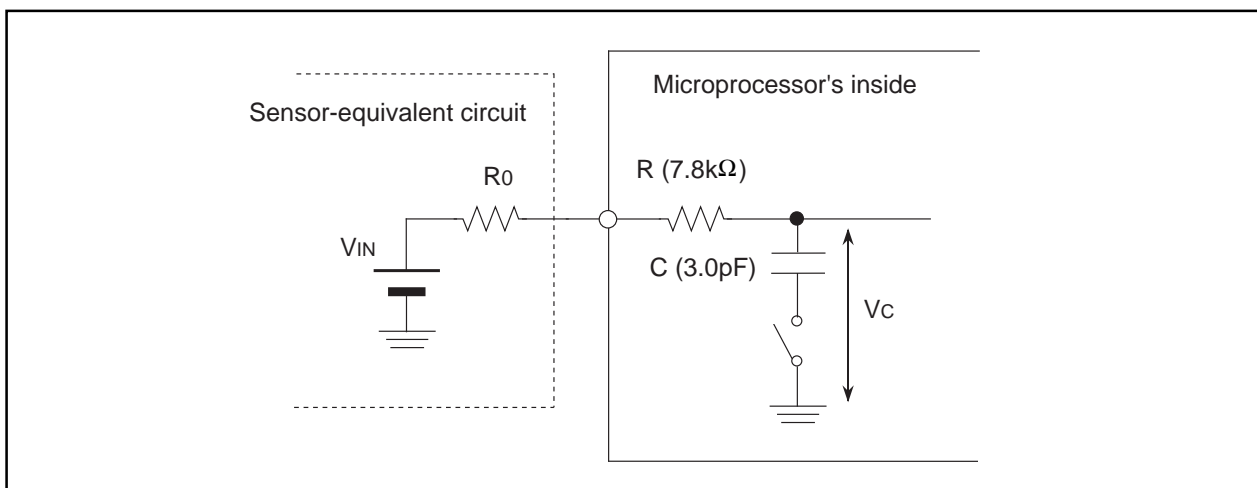 Microprocessor's inside
Sensor-equivalent circuit
R0
R (7.8kΩ)
VIN
C (3.0pF)
VC